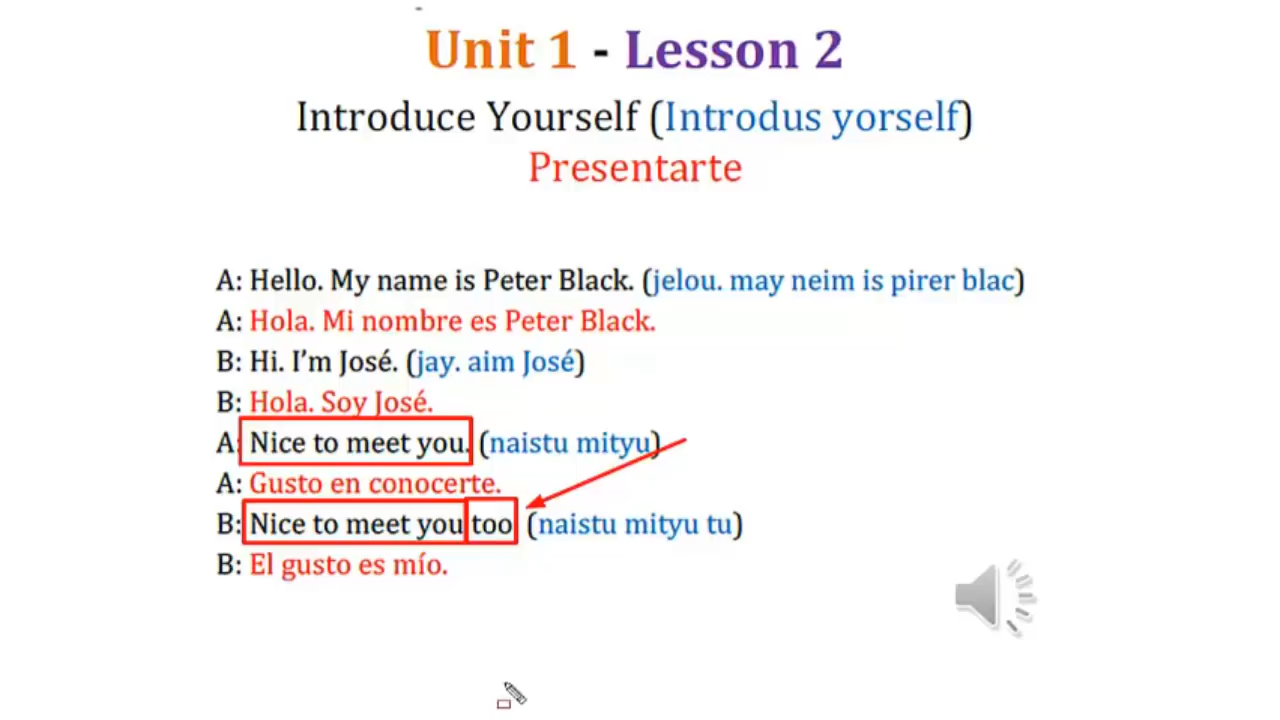 Unit 1 - Lesson 2
Introduce Yourself (Introdus yorself)
Presentarte
A: Hello. My name is Peter Black. (jelou. may neim is pirer blac)
A: Hola. Mi nombre es Peter Black.
B: Hi. I'm José. (jay. aim José)
B: Hola. Soy José.
A: Nice to meet you. (naistu mityu)
A: Gusto en conocerte.
B: Nice to meet you too (naistu mityu tu)
B: El gusto es mío.